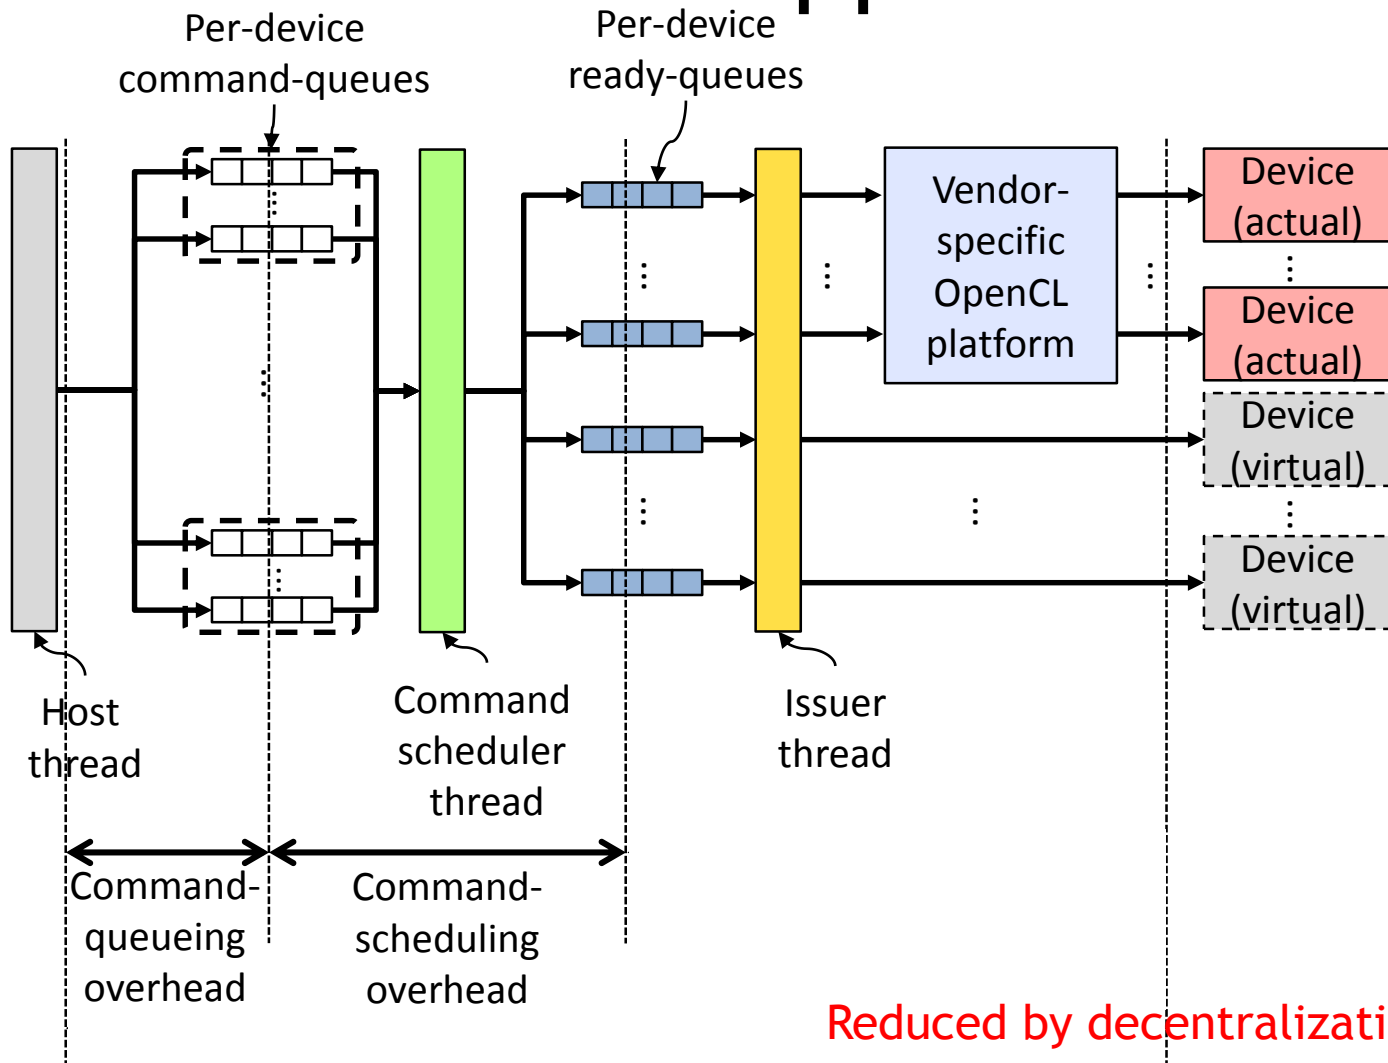 Per-device
command-queues
Per-device
ready-queues
Vendor-
specific
OpenCL
platform
Device
(actual)
Device
(actual)
Device
(virtual)
Device
(virtual)
Host
thread
Command
scheduler
thread
Issuer
thread
Command-
queueing
overhead
Command-
scheduling
overhead
Reduced by decentralizati